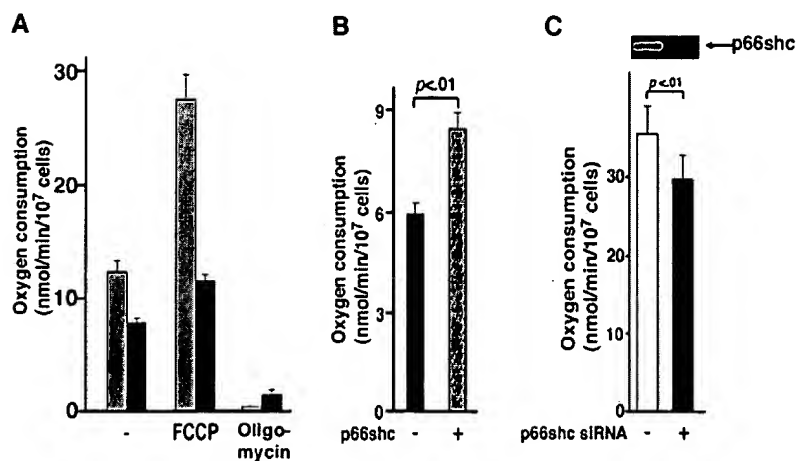 A
Oxygen consumption
(nmol/min/10⁷ cells)
30
20
10
0
-
FCCP
Oligo-
mycin
B
p<.01
Oxygen consumption
(nmol/min/10⁷ cells)
9
6
3
0
p66shc - +
C
p66shc
p<.01
Oxygen consumption
(nmol/min/10⁷ cells)
30
20
10
0
p66shc siRNA - +